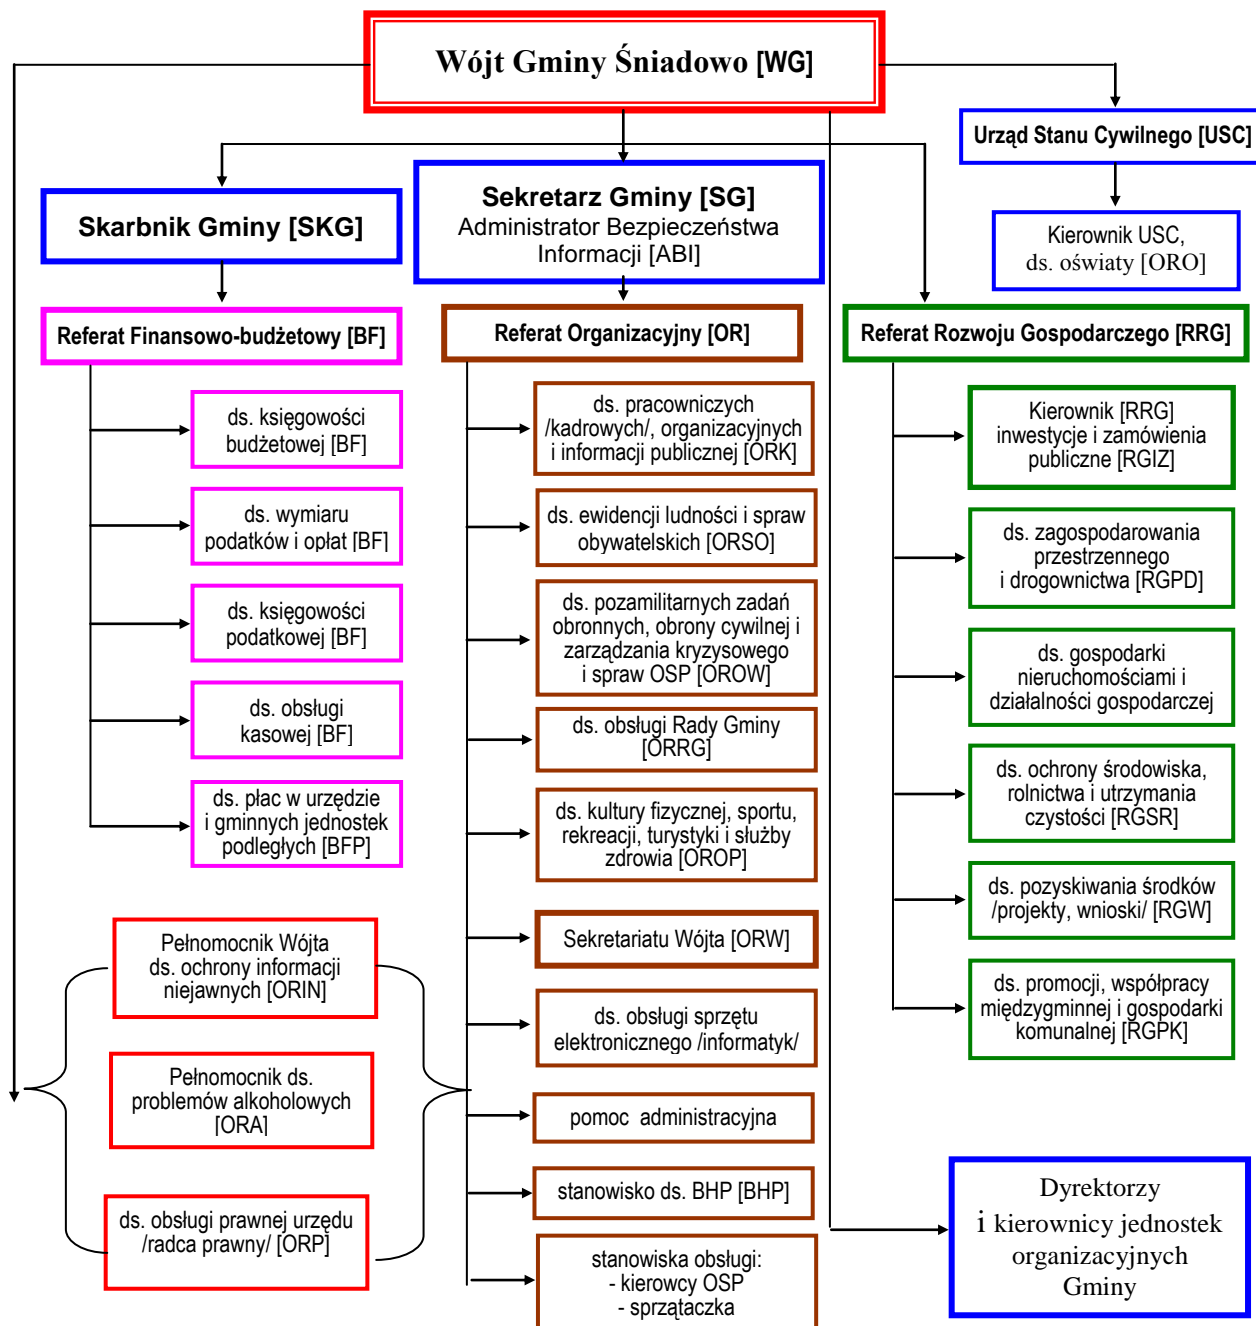 Wójt Gminy Śniadowo [WG]
Urząd Stanu Cywilnego [USC]
Kierownik USC,
ds. oświaty [ORO]
Skarbnik Gminy [SKG]
Sekretarz Gminy [SG]
Administrator Bezpieczeństwa
Informacji [ABI]
Referat Finansowo-budżetowy [BF]
ds. księgowości
budżetowej [BF]
ds. wymiaru
podatków i opłat [BF]
ds. księgowości
podatkowej [BF]
ds. obsługi
kasowej [BF]
ds. płac w urzędzie
i gminnych jednostek
podległych [BFP]
Referat Organizacyjny [OR]
ds. pracowniczych
/kadrowych/, organizacyjnych
i informacji publicznej [ORK]
ds. ewidencji ludności i spraw
obywatelskich [ORSO]
ds. pozamilitarnych zadań
obronnych, obrony cywilnej i
zarządzania kryzysowego
i spraw OSP [OROW]
ds. obsługi Rady Gminy
[ORRG]
ds. kultury fizycznej, sportu,
rekreacji, turystyki i służby
zdrowia [OROP]
Sekretariatu Wójta [ORW]
ds. obsługi sprzętu
elektronicznego /informatyk/
pomoc administracyjna
stanowisko ds. BHP [BHP]
stanowiska obsługi:
- kierowcy OSP
- sprzątaczka
Referat Rozwoju Gospodarczego [RRG]
Kierownik [RRG]
inwestycje i zamówienia
publiczne [RGIZ]
ds. zagospodarowania
przestrzennego
i drogownictwa [RGPD]
ds. gospodarki
nieruchomościami i
działalności gospodarczej
ds. ochrony środowiska,
rolnictwa i utrzymania
czystości [RGSR]
ds. pozyskiwania środków
/projekty, wnioski/ [RGW]
ds. promocji, współpracy
międzygminnej i gospodarki
komunalnej [RGPK]
Pełnomocnik Wójta
ds. ochrony informacji
niejawnych [ORIN]
Pełnomocnik ds.
problemów alkoholowych
[ORA]
ds. obsługi prawnej urzędu
/radca prawny/ [ORP]
Dyrektorzy
i kierownicy jednostek
organizacyjnych
Gminy